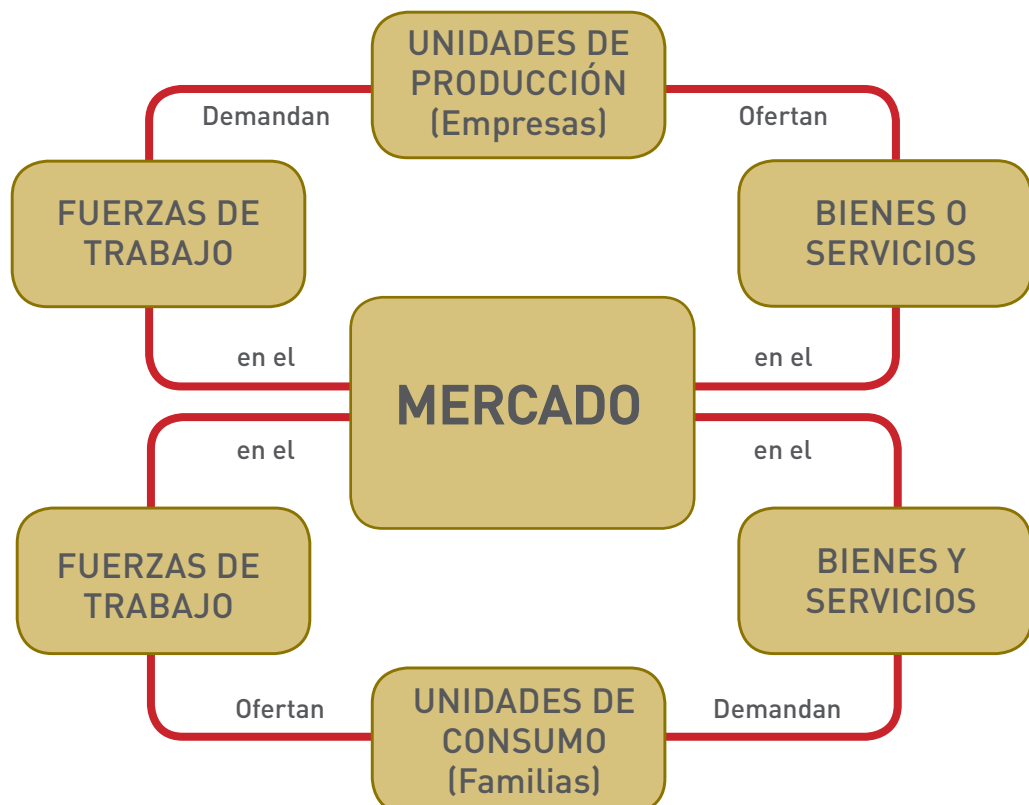 UNIDADES DE
PRODUCCIÓN
(Empresas)
Demandan
Ofertan
FUERZAS DE
TRABAJO
BIENES O
SERVICIOS
en el
en el
MERCADO
en el
en el
FUERZAS DE
TRABAJO
BIENES Y
SERVICIOS
Ofertan
UNIDADES DE
CONSUMO
(Familias)
Demandan